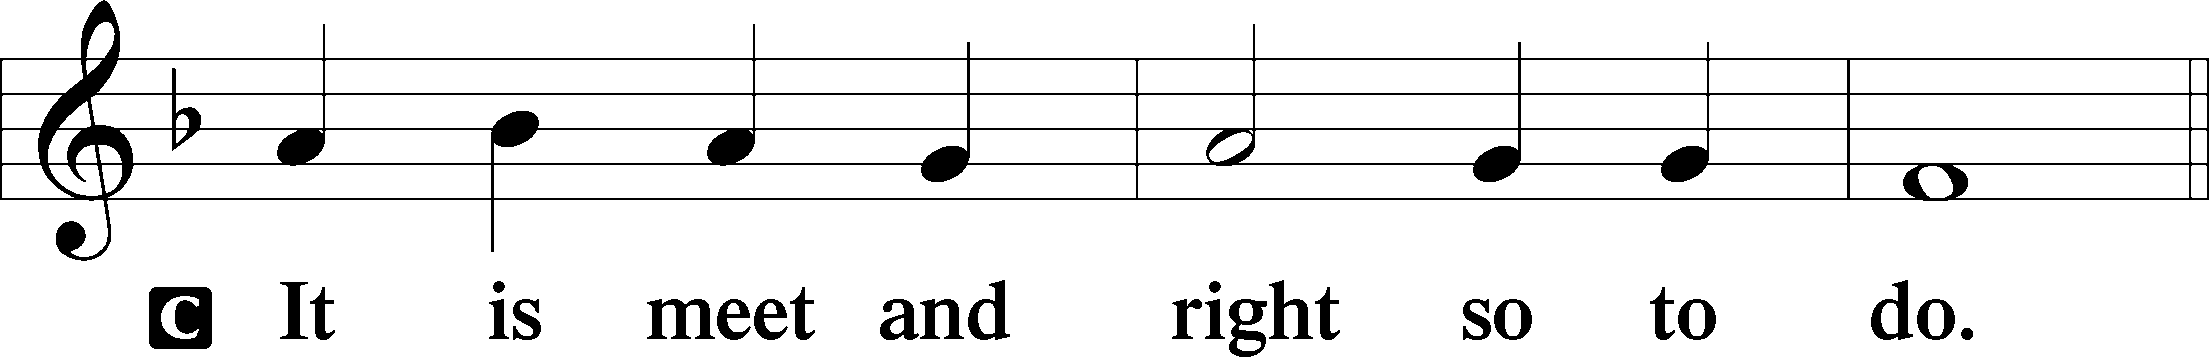 C It is meet and right so to do.